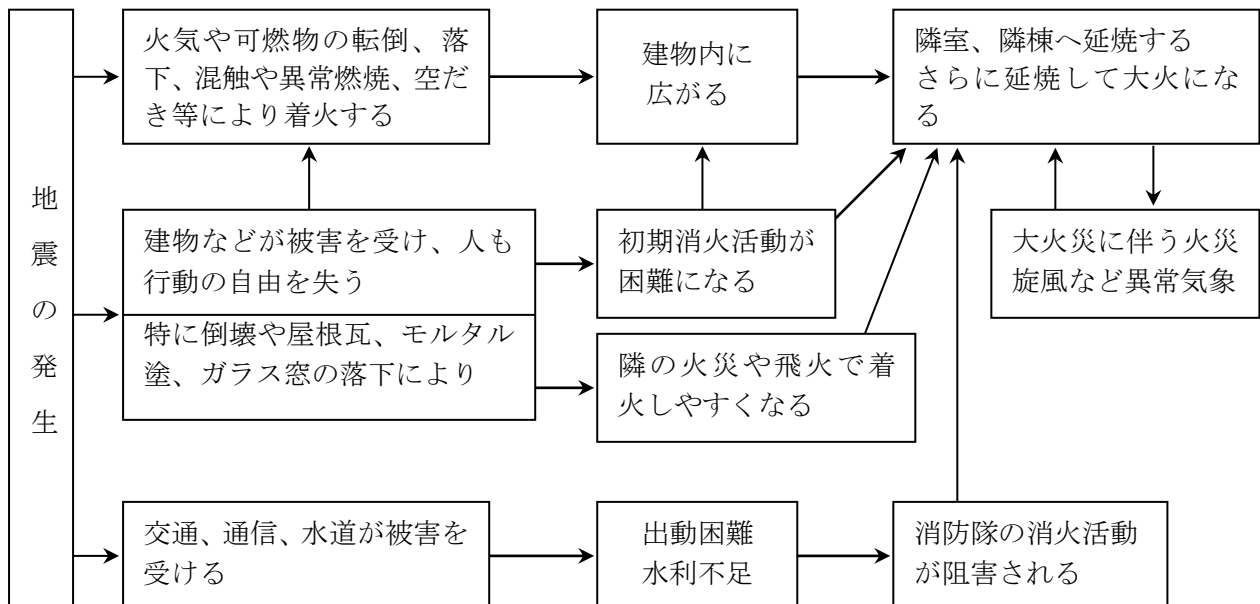 地震の発生
火気や可燃物の転倒、落
下、混触や異常燃焼、空だ
き等により着火する
建物内に
広がる
隣室、隣棟へ延焼する
さらに延焼して大火にな
る
建物などが被害を受け、人も
行動の自由を失う
特に倒壊や屋根瓦、モルタル
塗、ガラス窓の落下により
初期消火活動が
困難になる
隣の火災や飛火で着
火しやすくなる
大火災に伴う火災
旋風など異常気象
交通、通信、水道が被害を
受ける
出動困難
水利不足
消防隊の消火活動
が阻害される